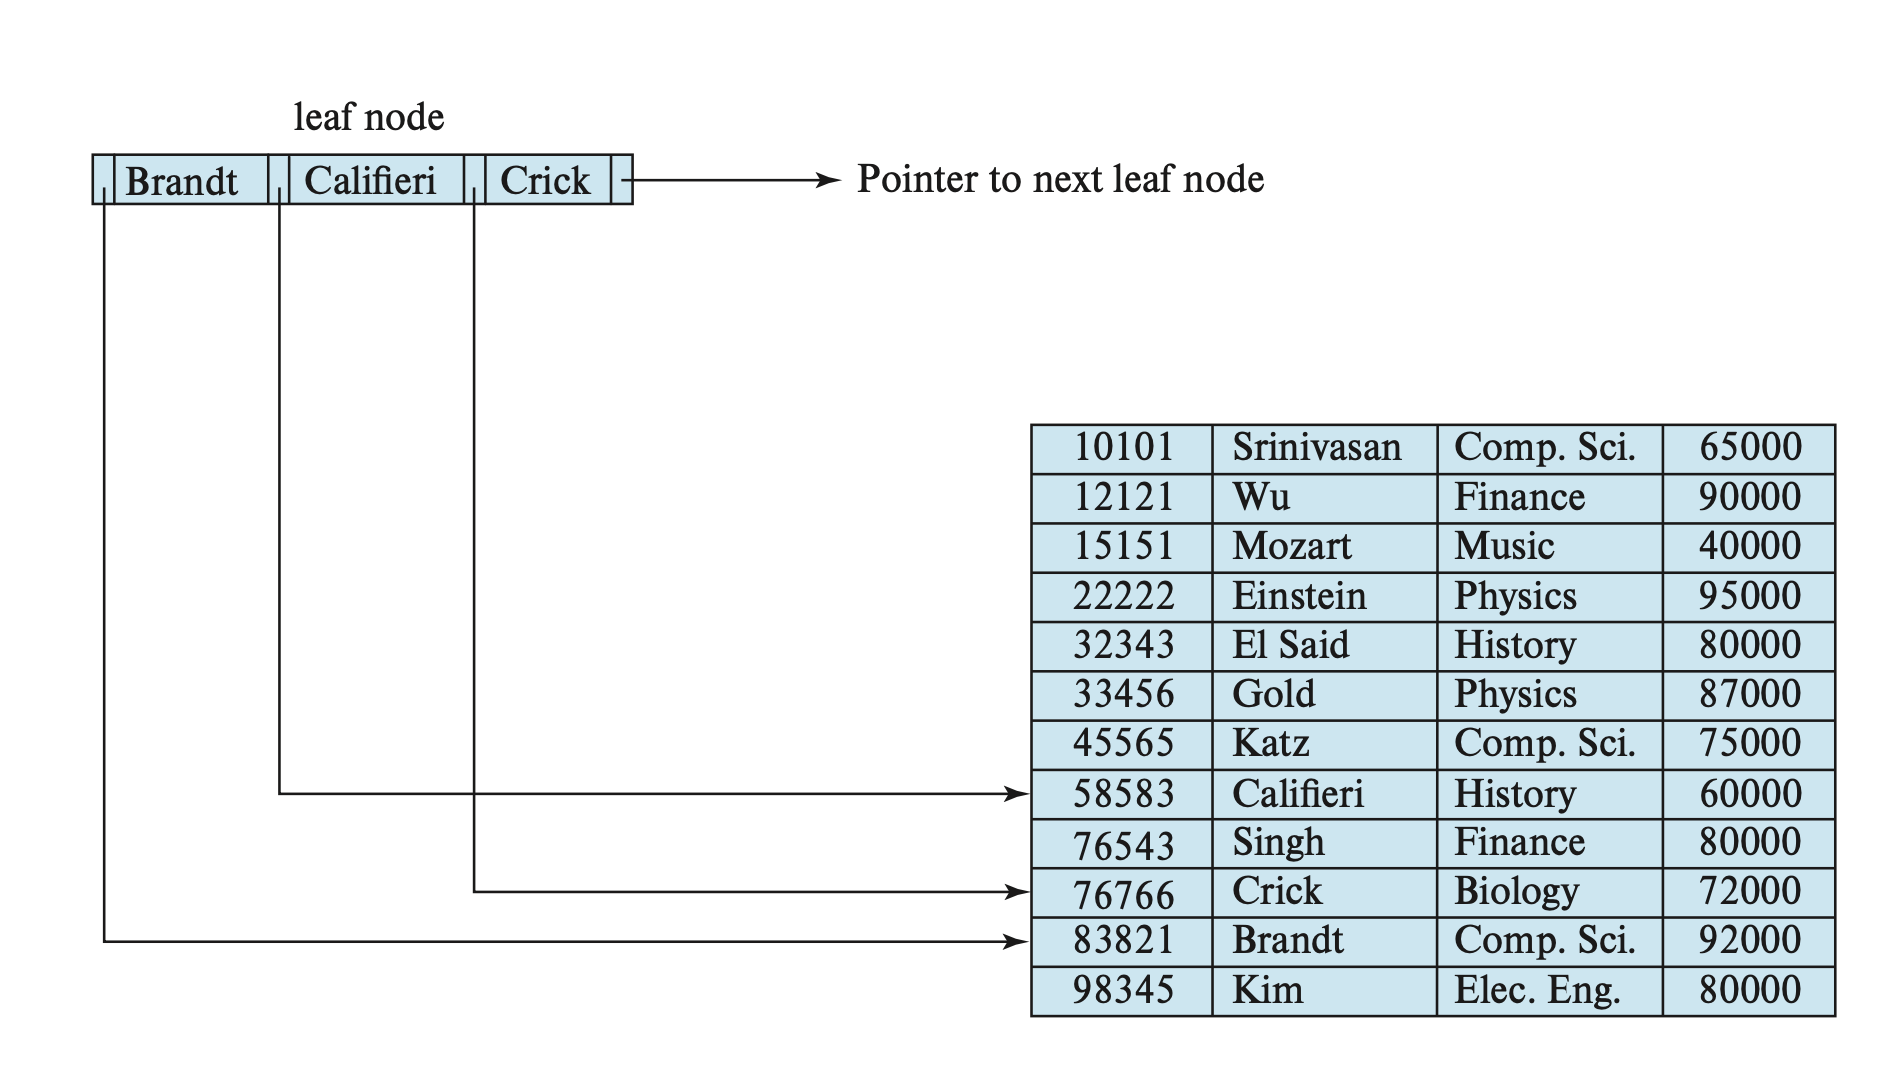 leaf node
Brandt Califieri Crick Pointer to next leaf node
10101 Srinivasan Comp. Sci. 65000
12121 Wu Finance 90000
15151 Mozart Music 40000
22222 Einstein Physics 95000
32343 El Said History 80000
33456 Gold Physics 87000
45565 Katz Comp. Sci. 75000
58583 Califieri History 60000
76543 Singh Finance 80000
76766 Crick Biology 72000
83821 Brandt Comp. Sci. 92000
98345 Kim Elec. Eng. 80000